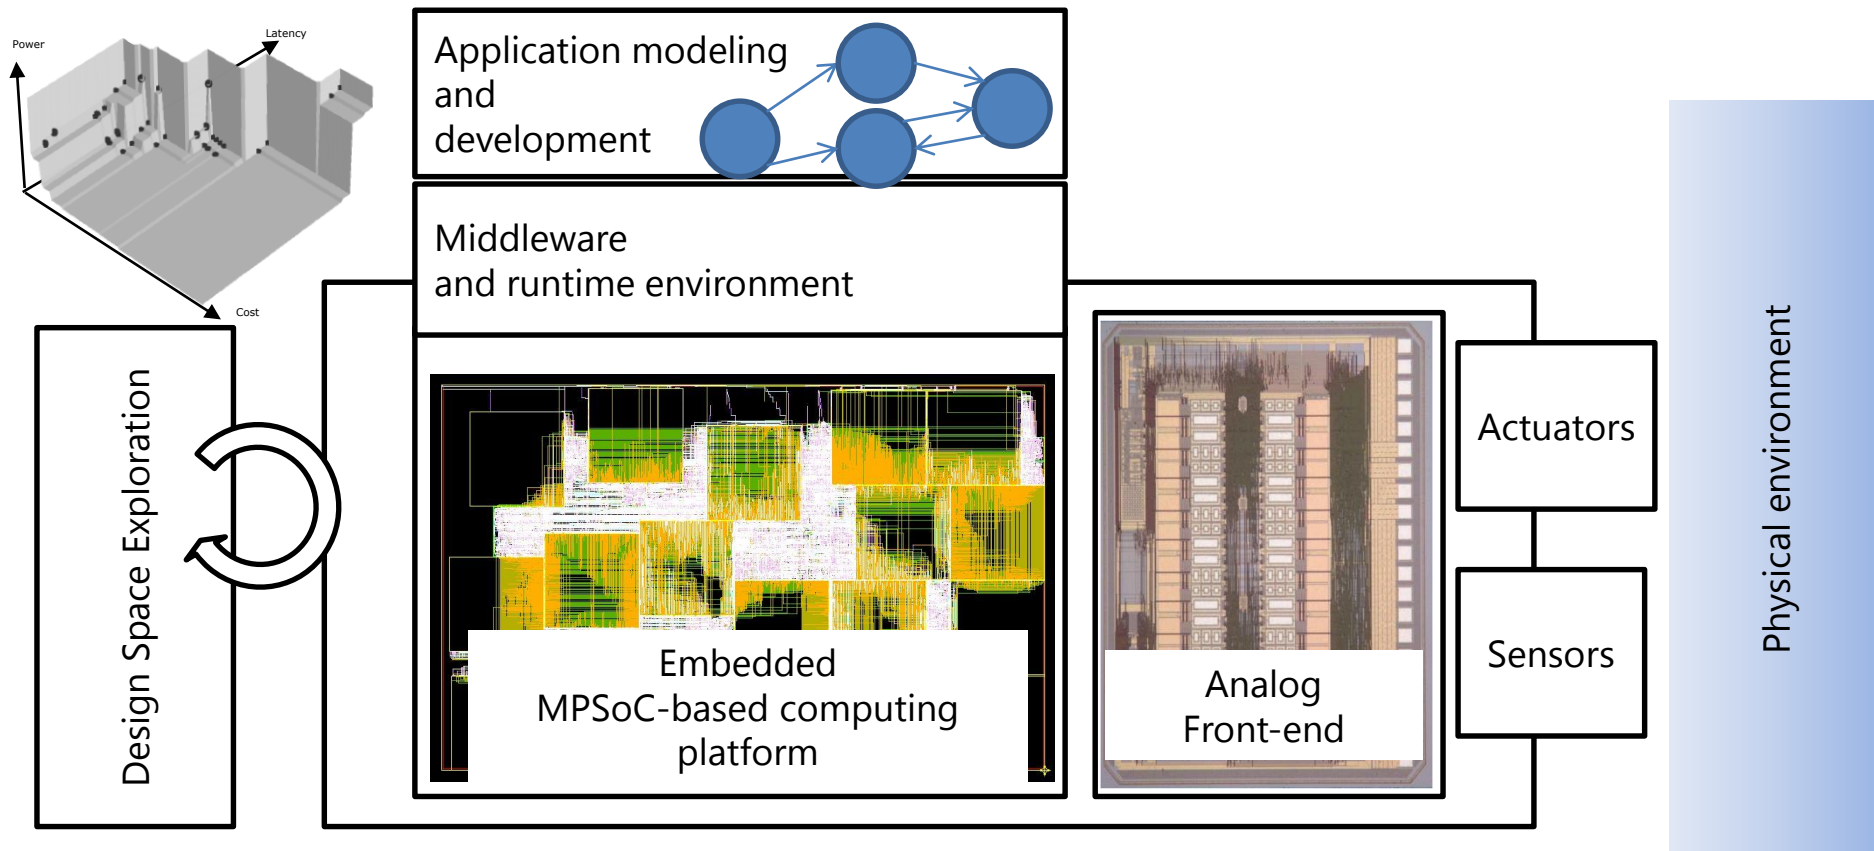 Power
Latency
Cost
Application modeling
and
development
Middleware
and runtime environment
Design Space Exploration
Embedded
MPSoC-based computing
platform
Analog
Front-end
Actuators
Sensors
Physical environment